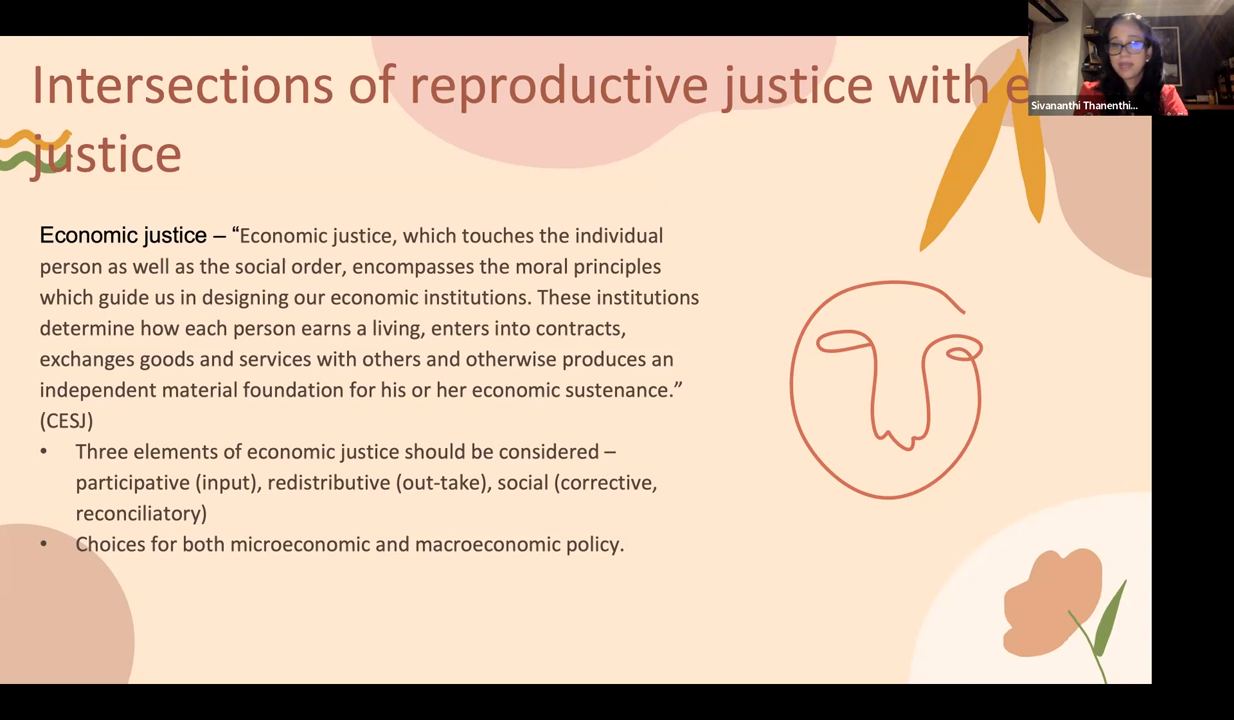 Intersections of reproductive justice with e
justice
Sivananthi Thanenthi...
Economic justice – “Economic justice, which touches the individual
person as well as the social order, encompasses the moral principles
which guide us in designing our economic institutions. These institutions
determine how each person earns a living, enters into contracts,
exchanges goods and services with others and otherwise produces an
independent material foundation for his or her economic sustenance.”
(CESJ)
• Three elements of economic justice should be considered –
participative (input), redistributive (out-take), social (corrective,
reconciliatory)
• Choices for both microeconomic and macroeconomic policy.